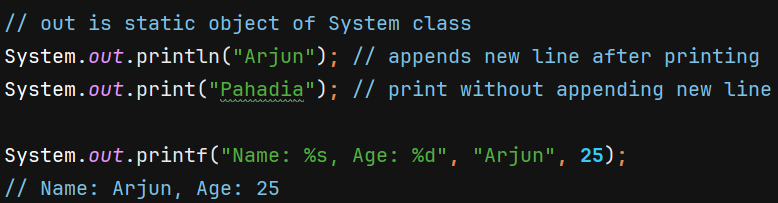 // out is static object of System class
System.out.println("Arjun"); // appends new line after printing
System.out.print("Pahadia"); // print without appending new line
System.out.printf("Name: %s, Age: %d", "Arjun", 25);
// Name: Arjun, Age: 25